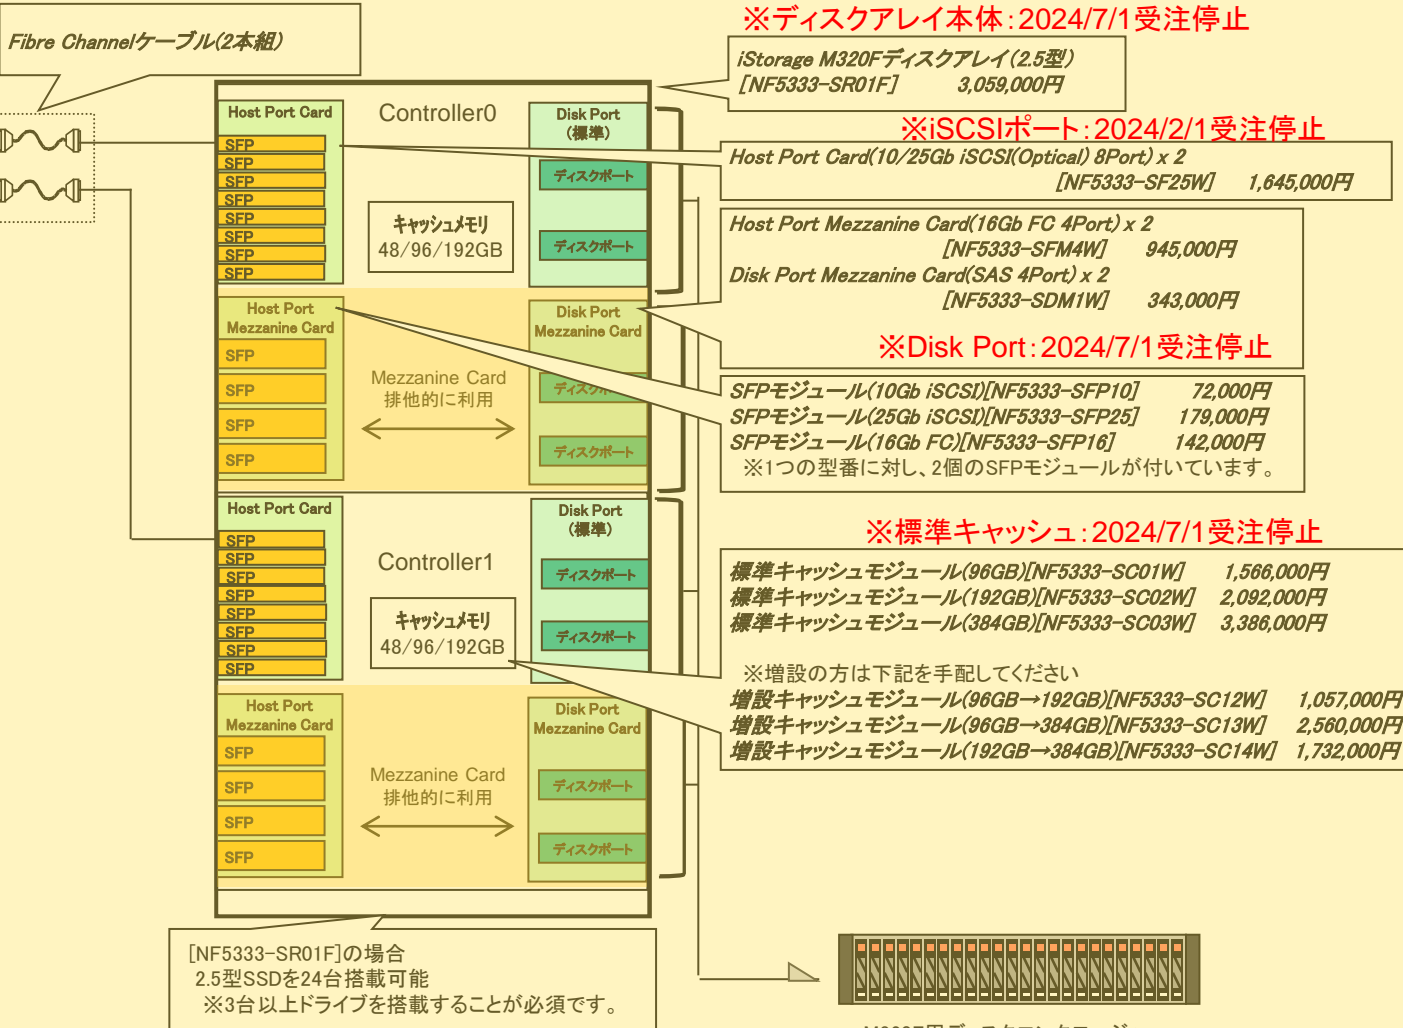 Fibre Channelケーブル(2本組)
※ディスクアレイ本体：2024/7/1受注停止
iStorage M320Fディスクアレイ(2.5型)
[NF5333-SR01F] 3,059,000円
※iSCSIポート：2024/2/1受注停止
Host Port Card(10/25Gb iSCSI(Optical) 8Port) x 2
[NF5333-SF25W] 1,645,000円
Host Port Mezzanine Card(16Gb FC 4Port) x 2
[NF5333-SFM4W] 945,000円
Disk Port Mezzanine Card(SAS 4Port) x 2
[NF5333-SDM1W] 343,000円
※Disk Port：2024/7/1受注停止
SFPモジュール(10Gb iSCSI)[NF5333-SFP10] 72,000円
SFPモジュール(25Gb iSCSI)[NF5333-SFP25] 179,000円
SFPモジュール(16Gb FC)[NF5333-SFP16] 142,000円
※1つの型番に対し、2個のSFPモジュールが付いています。
※標準キャッシュ：2024/7/1受注停止
標準キャッシュモジュール(96GB)[NF5333-SC01W] 1,566,000円
標準キャッシュモジュール(192GB)[NF5333-SC02W] 2,092,000円
標準キャッシュモジュール(384GB)[NF5333-SC03W] 3,386,000円
※増設の方は下記を手配してください
増設キャッシュモジュール(96GB→192GB)[NF5333-SC12W] 1,057,000円
増設キャッシュモジュール(96GB→384GB)[NF5333-SC13W] 2,560,000円
増設キャッシュモジュール(192GB→384GB)[NF5333-SC14W] 1,732,000円
Host Port Card
Controller0
Disk Port
(標準)
SFP
SFP
SFP
SFP
SFP
SFP
SFP
SFP
ディスクポート
ディスクポート
キャッシュメモリ
48/96/192GB
Host Port
Mezzanine Card
SFP
SFP
SFP
SFP
Mezzanine Card
排他的に利用
Disk Port
Mezzanine Card
ディスクポート
Host Port Card
Controller1
Disk Port
(標準)
SFP
SFP
SFP
SFP
SFP
SFP
SFP
SFP
ディスクポート
ディスクポート
キャッシュメモリ
48/96/192GB
Host Port
Mezzanine Card
SFP
SFP
SFP
SFP
Mezzanine Card
排他的に利用
Disk Port
Mezzanine Card
ディスクポート
ディスクポート
[NF5333-SR01F]の場合
2.5型SSDを24台搭載可能
※3台以上ドライブを搭載することが必須です。